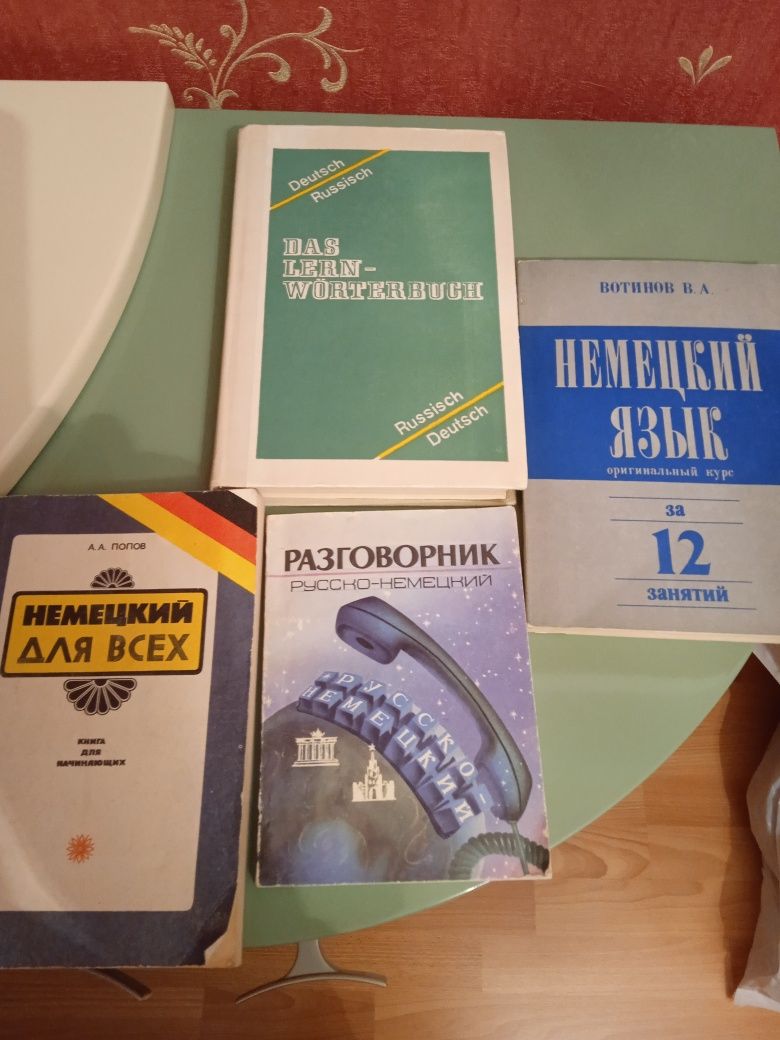 Deutsch
Russisch
DAS
LERN-
WÖRTERBUCH
Russisch
Deutsch
ВОТИНОВ В. А.
НЕМЕЦКИЙ
ЯЗЫК
оригинальный курс
за
12
занятий
А.А. ПОПОВ
НЕМЕЦКИЙ
ДЛЯ ВСЕХ
КНИГА
ДЛЯ
НАЧИНАЮЩИХ
РАЗГОВОРНИК
РУССКО-НЕМЕЦКИЙ
РУССКО-
НЕМЕЦКИЙ